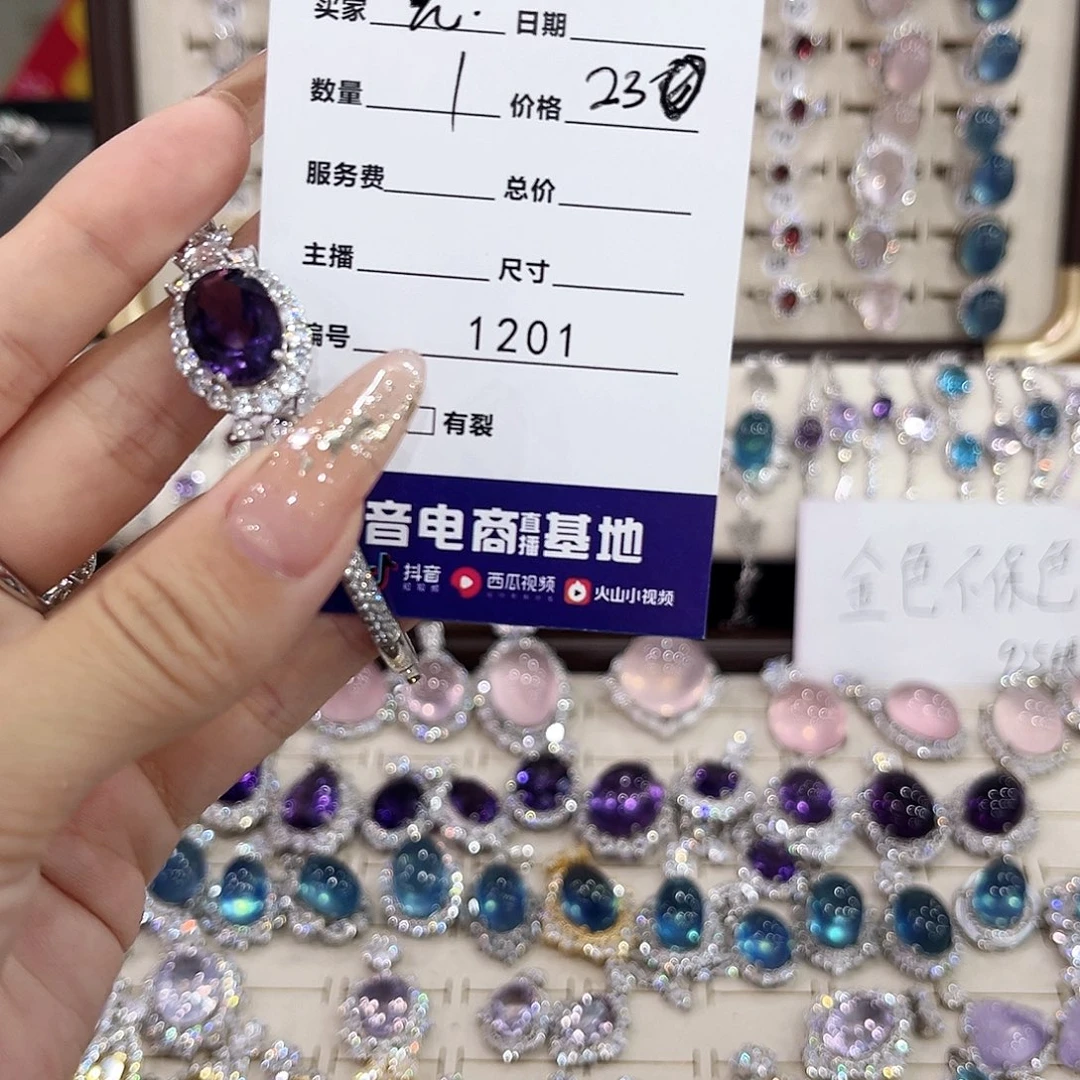 买家 日期
数量 1 价格 23
服务费 总价
主播 尺寸
编号 1201
有裂
音电商直播基地
抖音 西瓜视频 火山小视频
金色不保色